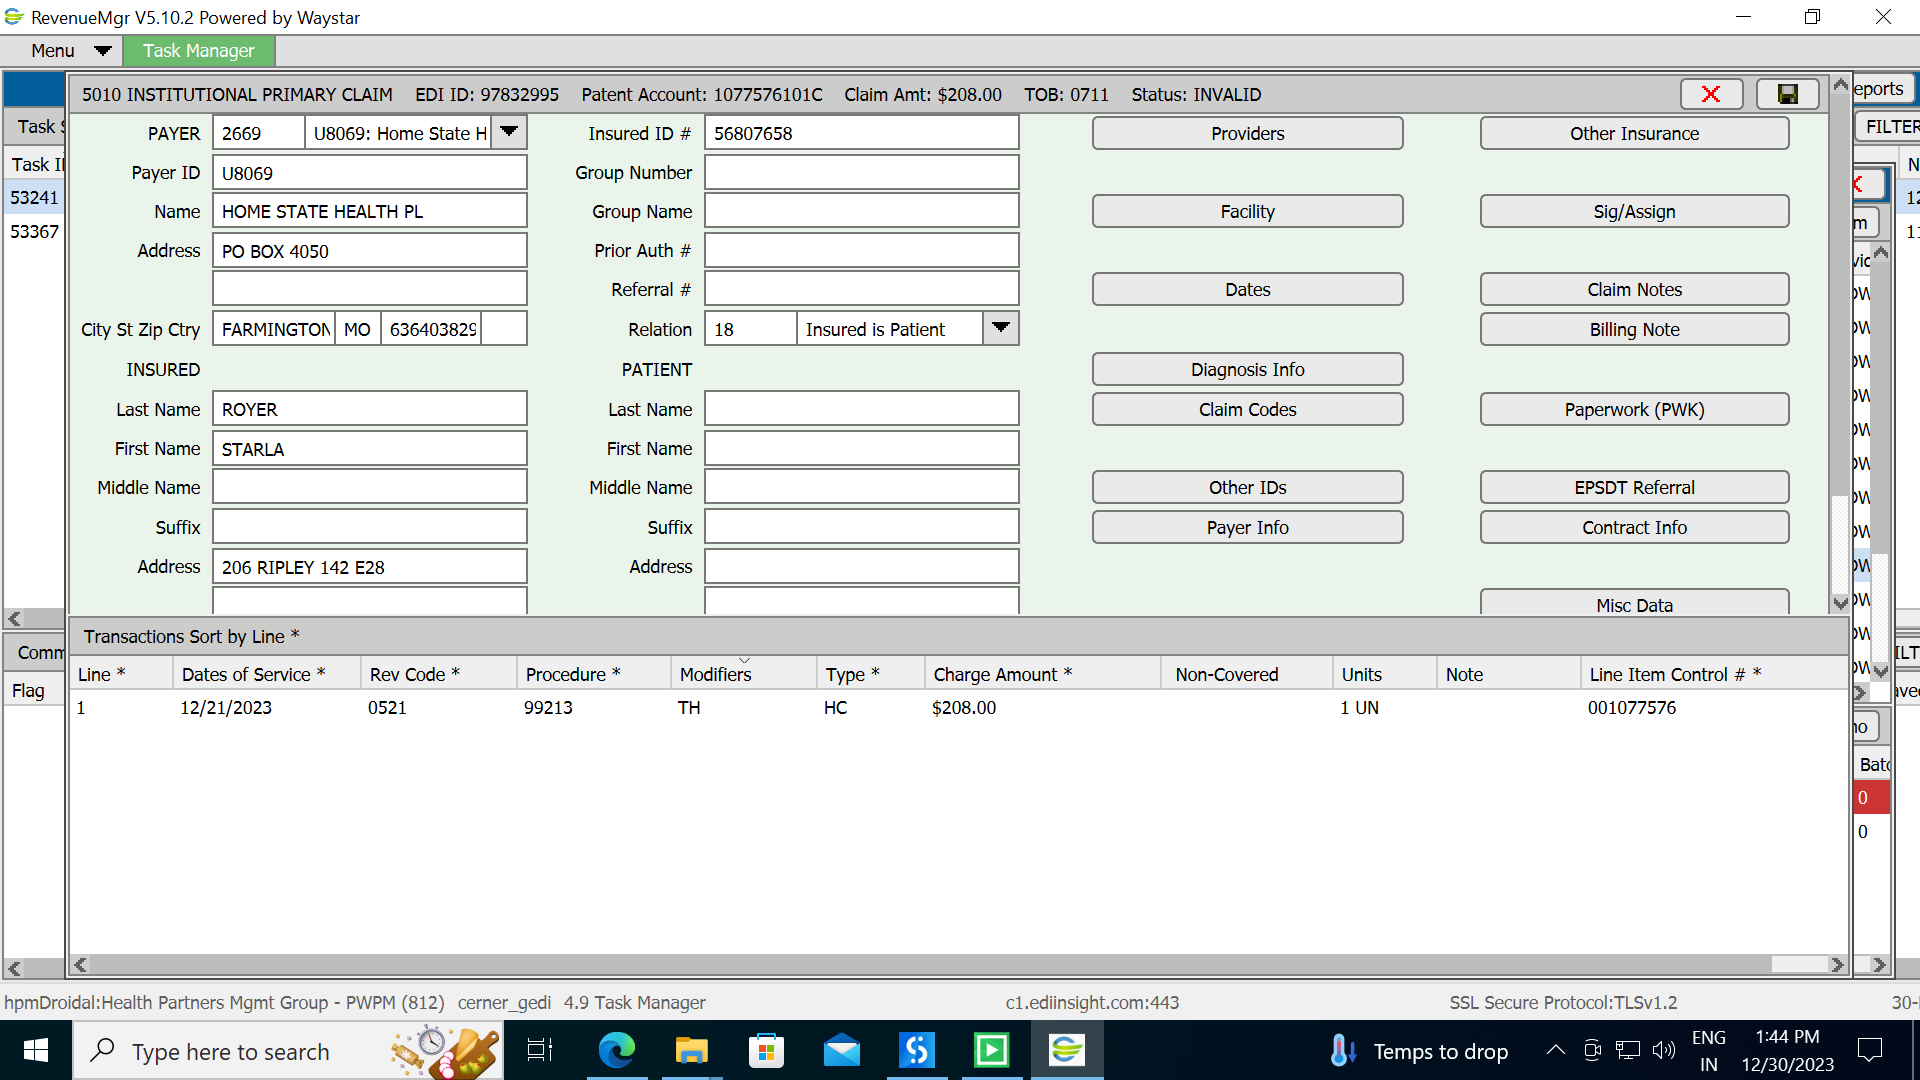 RevenueMgr V5.10.2 Powered by Waystar
Menu Task Manager
5010 INSTITUTIONAL PRIMARY CLAIM EDI ID: 97832995 Patent Account: 1077576101C Claim Amt: $208.00 TOB: 0711 Status: INVALID
eports
Task S
FILTER
Task II
53241
53367
PAYER 2669 U8069: Home State H Insured ID # 56807658 Providers Other Insurance
Payer ID U8069 Group Number
Name HOME STATE HEALTH PL Group Name Facility Sig/Assign
Address PO BOX 4050 Prior Auth #
Referral # Dates Claim Notes
City St Zip Ctry FARMINGTON MO 636403829 Relation 18 Insured is Patient Billing Note
INSURED PATIENT Diagnosis Info
Last Name ROYER Last Name Claim Codes Paperwork (PWK)
First Name STARLA First Name
Middle Name Middle Name Other IDs EPSDT Referral
Suffix Suffix Payer Info Contract Info
Address 206 RIPLEY 142 E28 Address
Misc Data
Transactions Sort by Line *
Comm
Flag
Line * Dates of Service * Rev Code * Procedure * Modifiers Type * Charge Amount * Non-Covered Units Note Line Item Control # *
1 12/21/2023 0521 99213 TH HC $208.00 1 UN 001077576
Batc
0
0
hpmDroidal:Health Partners Mgmt Group - PWPM (812) cerner_gedi 4.9 Task Manager c1.ediinsight.com:443 SSL Secure Protocol:TLSv1.2 30-
Type here to search Temps to drop ENG IN 1:44 PM 12/30/2023